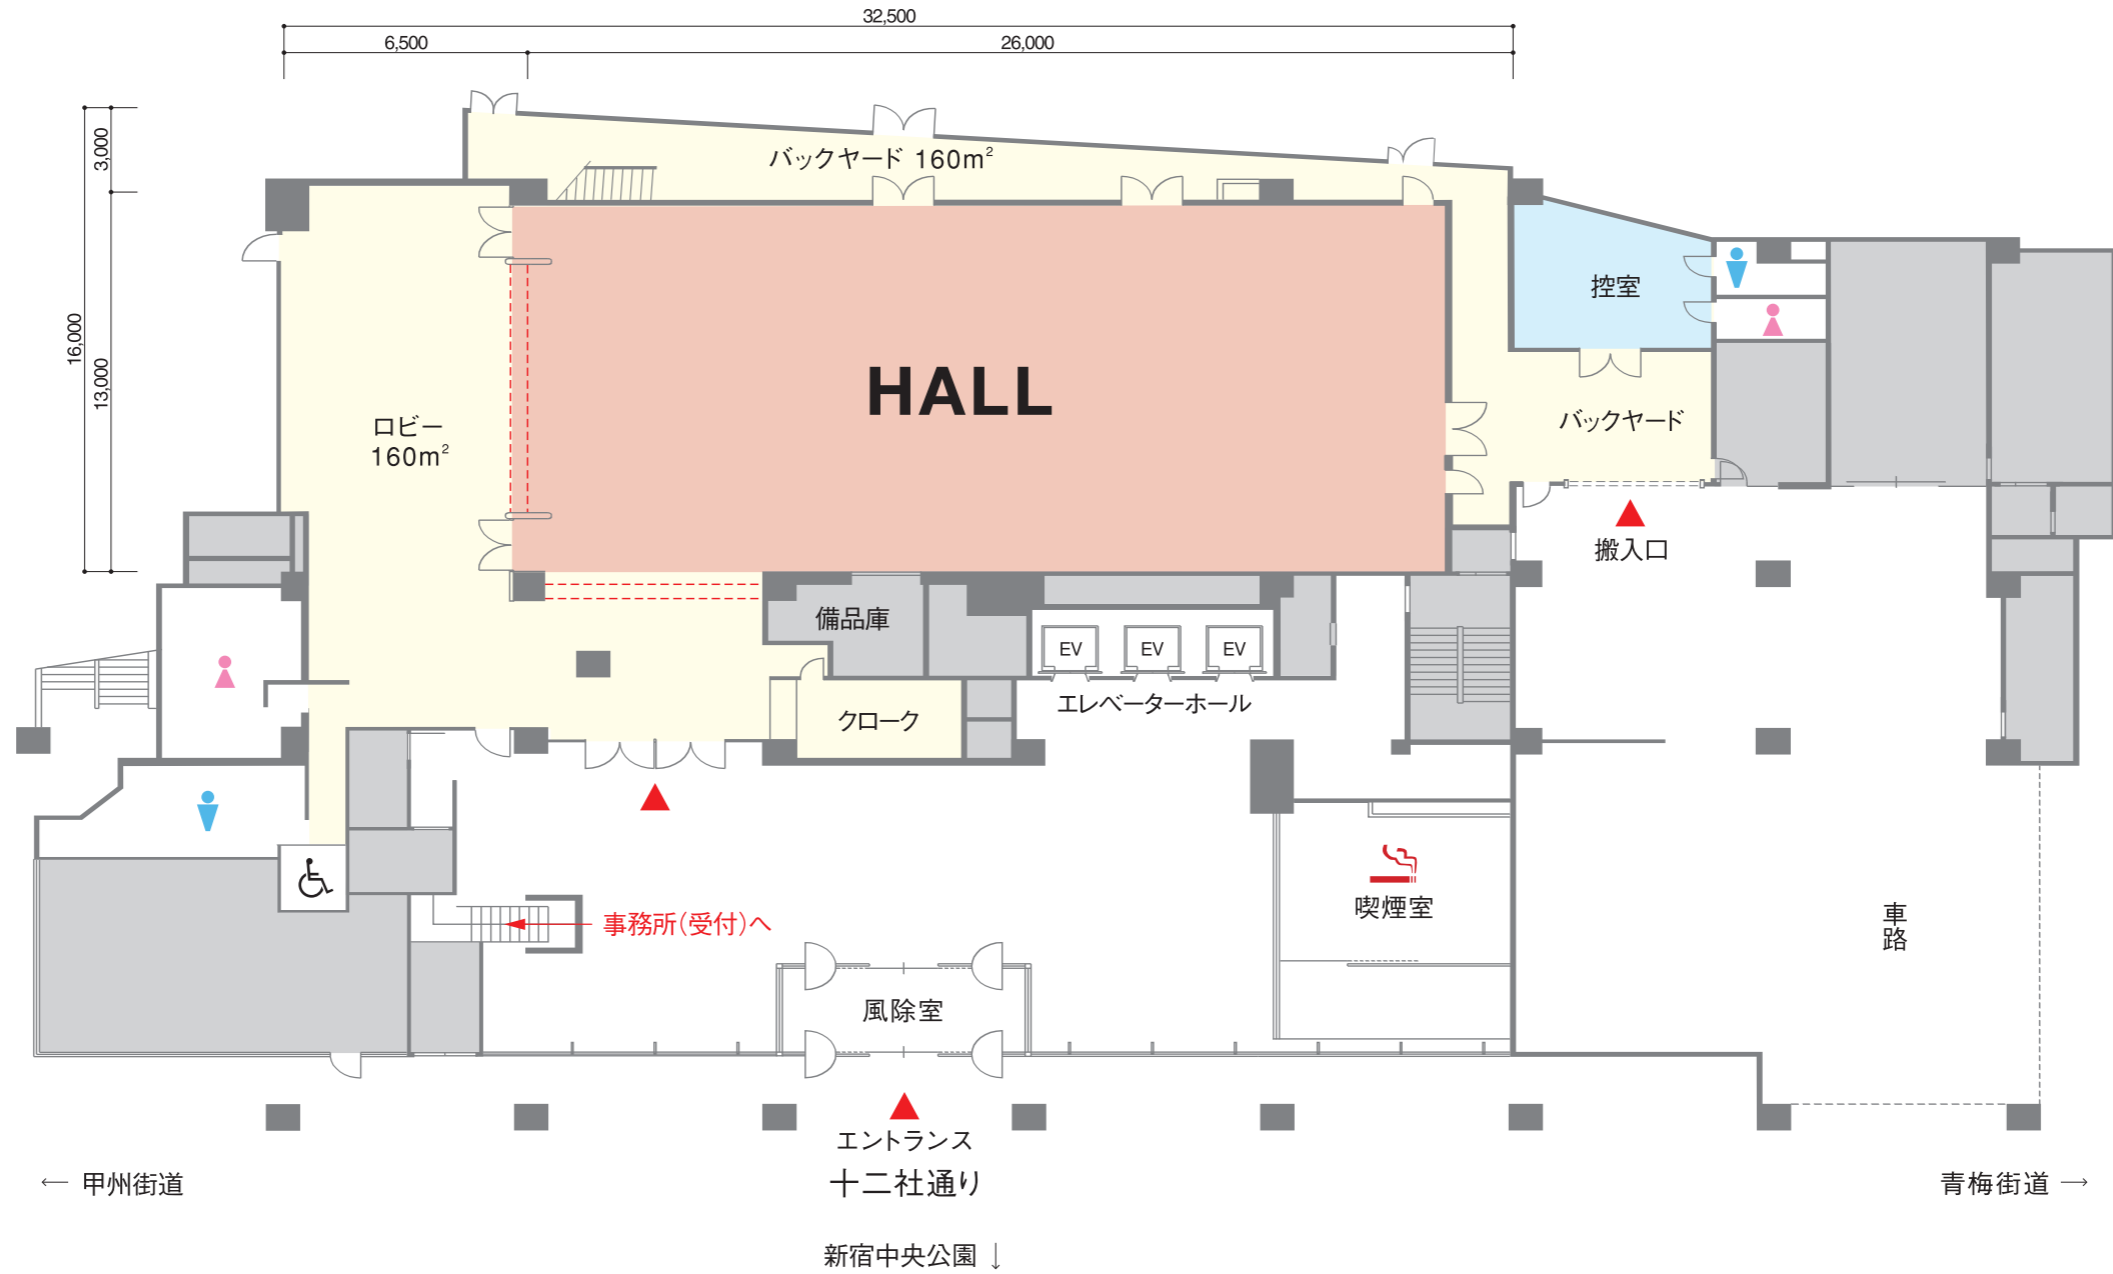 32,500
6,500
26,000
3,000
16,000
13,000
バックヤード 160m²
控室
HALL
ロビー
160m²
バックヤード
搬入口
備品庫
EV
EV
EV
エレベーターホール
クローク
喫煙室
事務所(受付)へ
車路
風除室
エントランス
十二社通り
← 甲州街道
青梅街道 →
新宿中央公園 ↓